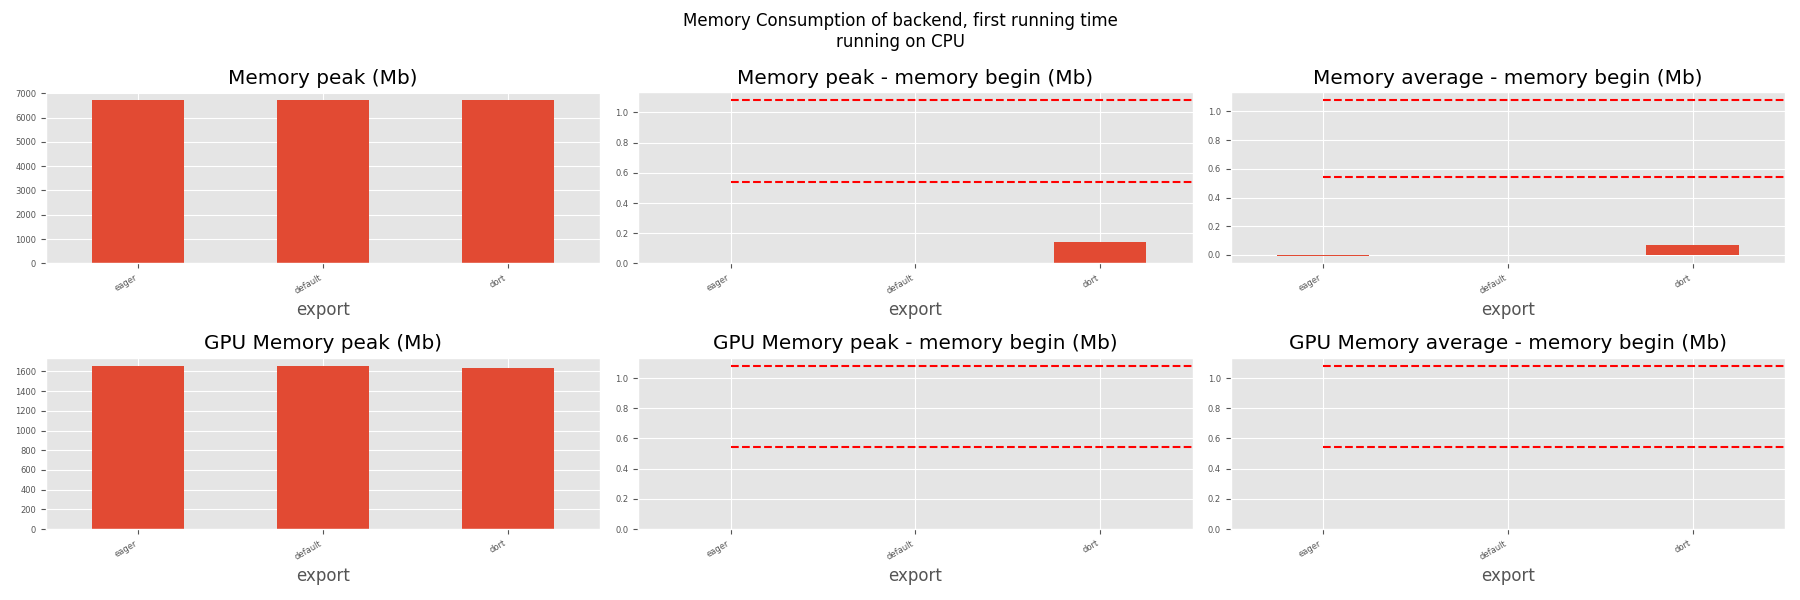 Memory Consumption of backend, first running time
running on CPU
Memory peak (Mb)
7000
6000
5000
4000
3000
2000
1000
0
eager
default
dort
export
Memory peak - memory begin (Mb)
1.0
0.8
0.6
0.4
0.2
0.0
eager
default
dort
export
Memory average - memory begin (Mb)
1.0
0.8
0.6
0.4
0.2
0.0
eager
default
dort
export
GPU Memory peak (Mb)
1600
1400
1200
1000
800
600
400
200
0
eager
default
dort
export
GPU Memory peak - memory begin (Mb)
1.0
0.8
0.6
0.4
0.2
0.0
eager
default
dort
export
GPU Memory average - memory begin (Mb)
1.0
0.8
0.6
0.4
0.2
0.0
eager
default
dort
export